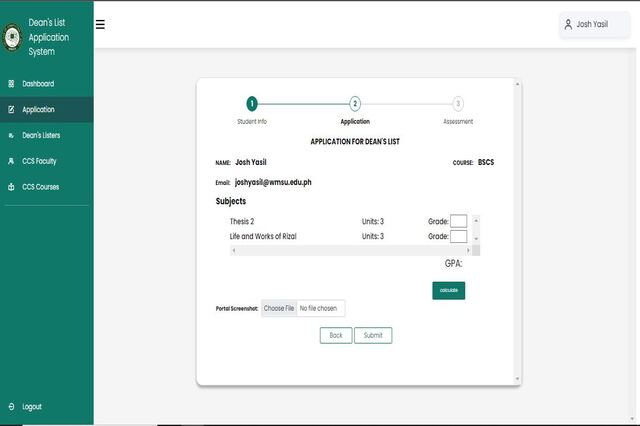 Dean's List
Application
System
Josh Yasil
Dashboard
Application
Dean's Listers
CCS Faculty
CCS Courses
Logout
1
2
3
Student Info
Application
Assessment
APPLICATION FOR DEAN'S LIST
NAME: Josh Yasil
COURSE: BSCS
Email: joshyasil@wmsu.edu.ph
Subjects
Thesis 2 Units: 3 Grade:
Life and Works of Rizal Units: 3 Grade:
GPA:
calculate
Portal Screenshot: Choose File No file chosen
Back Submit